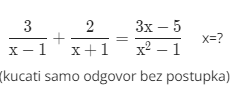 3/(x − 1) + 2/(x + 1) = (3x − 5)/(x² − 1) x=?
(kucati samo odgovor bez postupka)